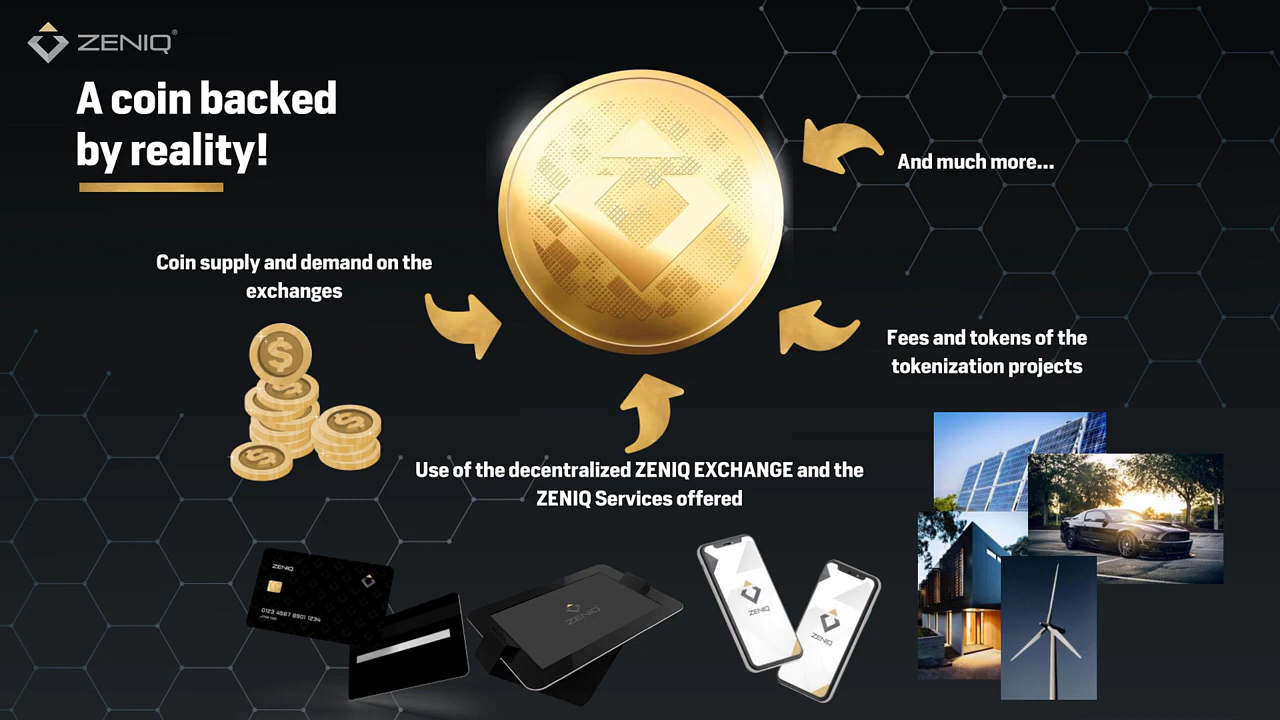 ZENIQ®
A coin backed
by reality!
And much more...
Coin supply and demand on the
exchanges
Fees and tokens of the
tokenization projects
Use of the decentralized ZENIQ EXCHANGE and the
ZENIQ Services offered
ZENIQ
0123 4567 8901 1234
ZENIQ
ZENIQ
ZENIQ